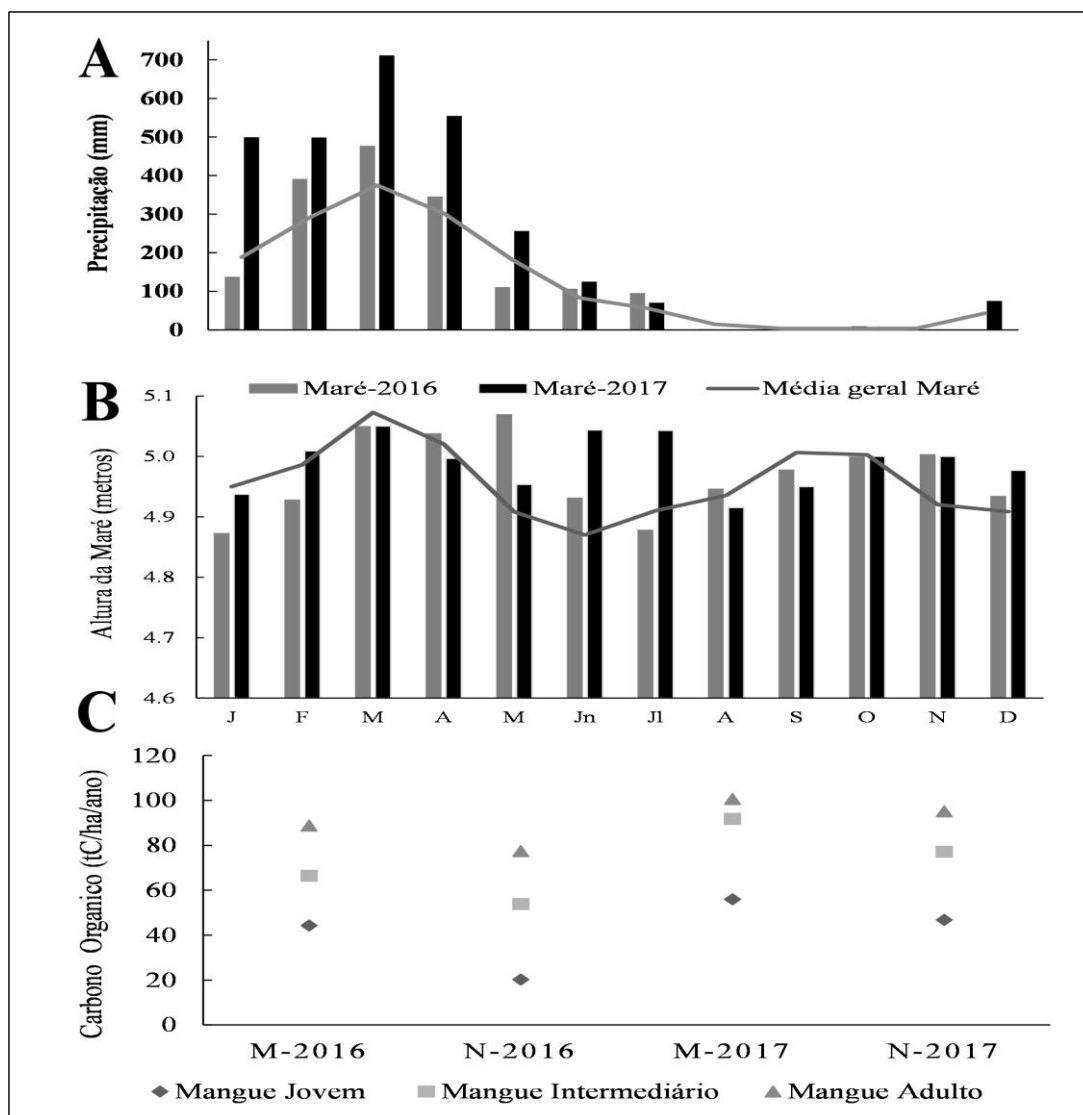 A
Precipitação (mm)
700
600
500
400
300
200
100
0
B
Maré-2016 Maré-2017 Média geral Maré
Altura da Maré (metros)
5.1
5.0
4.9
4.8
4.7
4.6
J F M A M Jn Jl A S O N D
C
Carbono Organico (tC/ha/ano)
120
100
80
60
40
20
0
M-2016 N-2016 M-2017 N-2017
Mangue Jovem Mangue Intermediário Mangue Adulto